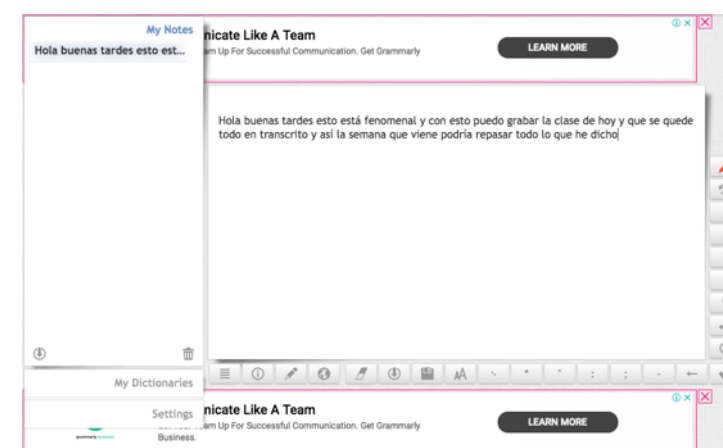 My Notes
Hola buenas tardes esto est...
nicate Like A Team
am Up For Successful Communication. Get Grammarly
LEARN MORE
Hola buenas tardes esto está fenomenal y con esto puedo grabar la clase de hoy y que se quede
todo en transcrito y así la semana que viene podría repasar todo lo que he dicho
AA
:
;
My Dictionaries
Settings
nicate Like A Team
am Up For Successful Communication. Get Grammarly
Business.
LEARN MORE